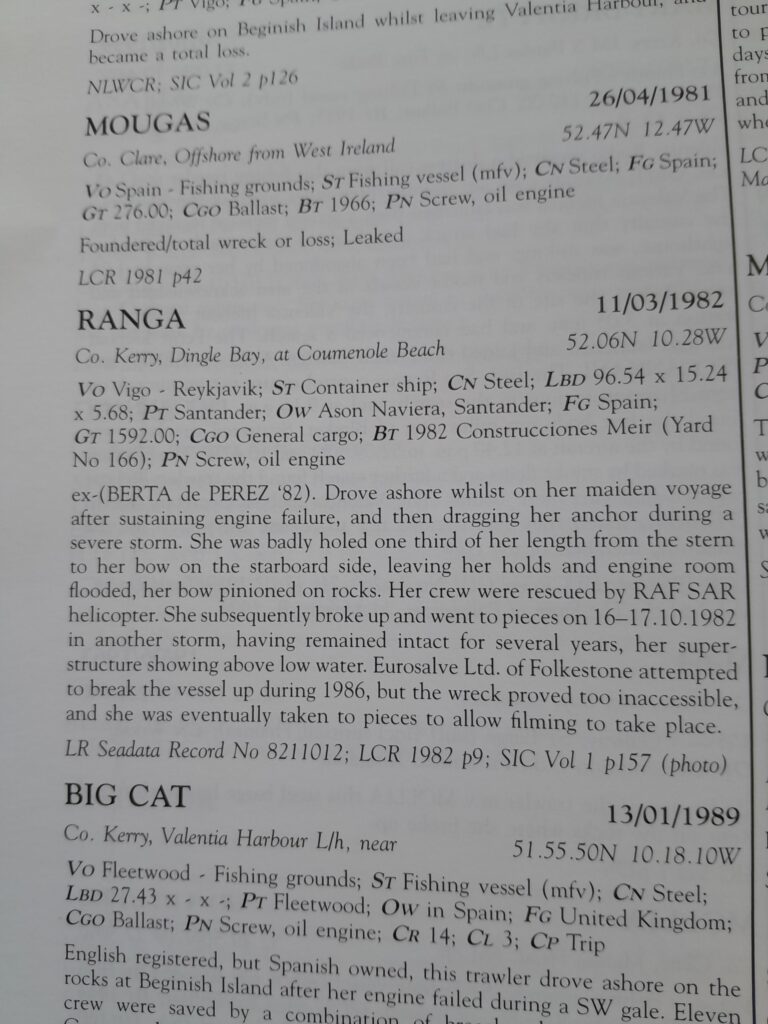 x - x -; PT Vigo; FG Spain;
Drove ashore on Beginish Island whilst leaving Valentia Harbour, and
became a total loss.
NLWCR; SIC Vol 2 p126
MOUGAS 26/04/1981
Co. Clare, Offshore from West Ireland 52.47N 12.47W
VO Spain - Fishing grounds; ST Fishing vessel (mfv); CN Steel; FG Spain;
GT 276.00; CGO Ballast; BT 1966; PN Screw, oil engine
Foundered/total wreck or loss; Leaked
LCR 1981 p42
RANGA 11/03/1982
Co. Kerry, Dingle Bay, at Coumenole Beach 52.06N 10.28W
VO Vigo - Reykjavik; ST Container ship; CN Steel; LBD 96.54 x 15.24
x 5.68; PT Santander; OW Ason Naviera, Santander; FG Spain;
GT 1592.00; CGO General cargo; BT 1982 Construcciones Meir (Yard
No 166); PN Screw, oil engine
ex-(BERTA de PEREZ ‘82). Drove ashore whilst on her maiden voyage
after sustaining engine failure, and then dragging her anchor during a
severe storm. She was badly holed one third of her length from the stern
to her bow on the starboard side, leaving her holds and engine room
flooded, her bow pinioned on rocks. Her crew were rescued by RAF SAR
helicopter. She subsequently broke up and went to pieces on 16–17.10.1982
in another storm, having remained intact for several years, her super-
structure showing above low water. Eurosalve Ltd. of Folkestone attempted
to break the vessel up during 1986, but the wreck proved too inaccessible,
and she was eventually taken to pieces to allow filming to take place.
LR Seadata Record No 8211012; LCR 1982 p9; SIC Vol 1 p157 (photo)
BIG CAT 13/01/1989
Co. Kerry, Valentia Harbour L/h, near 51.55.50N 10.18.10W
VO Fleetwood - Fishing grounds; ST Fishing vessel (mfv); CN Steel;
LBD 27.43 x - x -; PT Fleetwood; OW in Spain; FG United Kingdom;
CGO Ballast; PN Screw, oil engine; CR 14; CL 3; CP Trip
English registered, but Spanish owned, this trawler drove ashore on the
rocks at Beginish Island after her engine failed during a SW gale. Eleven
crew were saved by a combination of
tour
to
days
from
and
LC